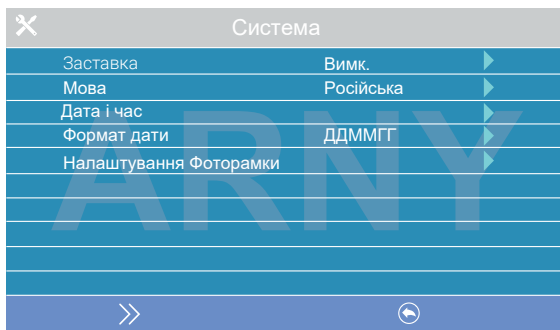 Система
Заставка Вимк.
Мова Російська
Дата і час
Формат дати ДДММГГ
Налаштування Фоторамки
ARNY